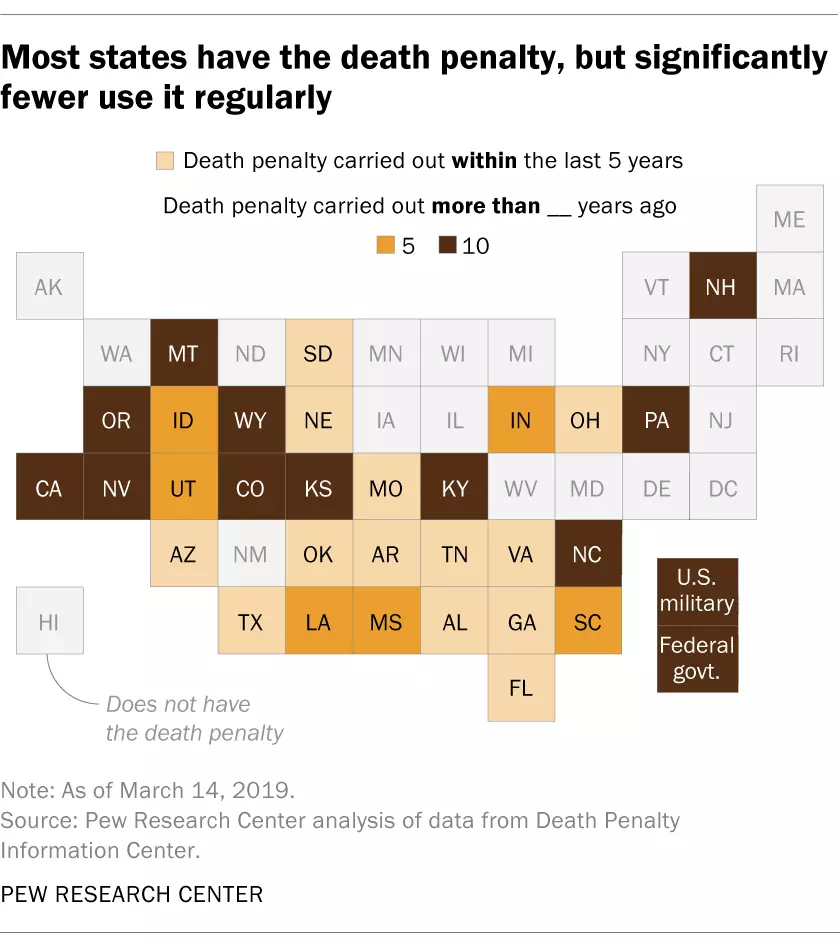 Most states have the death penalty, but significantly
fewer use it regularly
Death penalty carried out within the last 5 years
Death penalty carried out more than __ years ago
5 10
ME
AK VT NH MA
WA MT ND SD MN WI MI NY CT RI
OR ID WY NE IA IL IN OH PA NJ
CA NV UT CO KS MO KY WV MD DE DC
AZ NM OK AR TN VA NC
HI TX LA MS AL GA SC
FL
U.S.
military
Federal
govt.
Does not have
the death penalty
Note: As of March 14, 2019.
Source: Pew Research Center analysis of data from Death Penalty
Information Center.
PEW RESEARCH CENTER